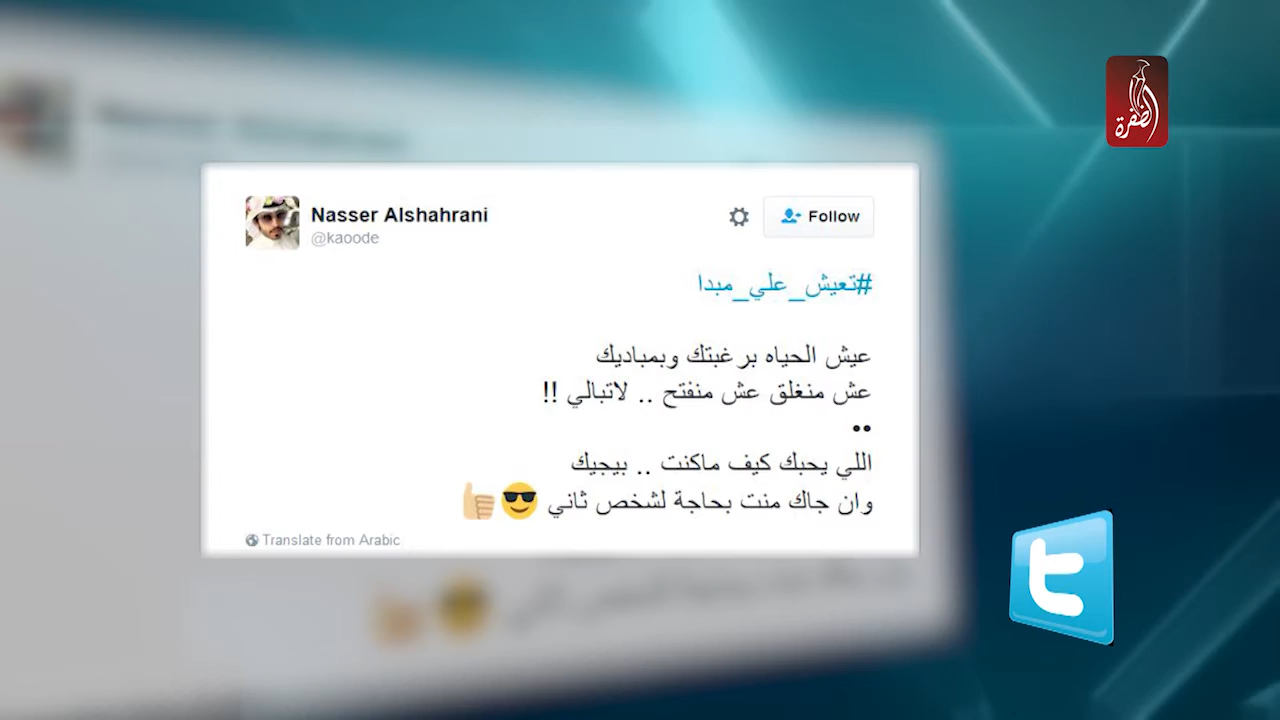 الظفرة
Nasser Alshahrani
@kaoode
Follow
#تعيش_علي_مبدا
عيش الحياه برغبتك وبمباديك
عش منغلق عش منفتح .. لاتبالي !!
••
اللي يحبك كيف ماكنت .. بيجيك
وان جاك منت بحاجة لشخص ثاني 😎👍🏼
Translate from Arabic